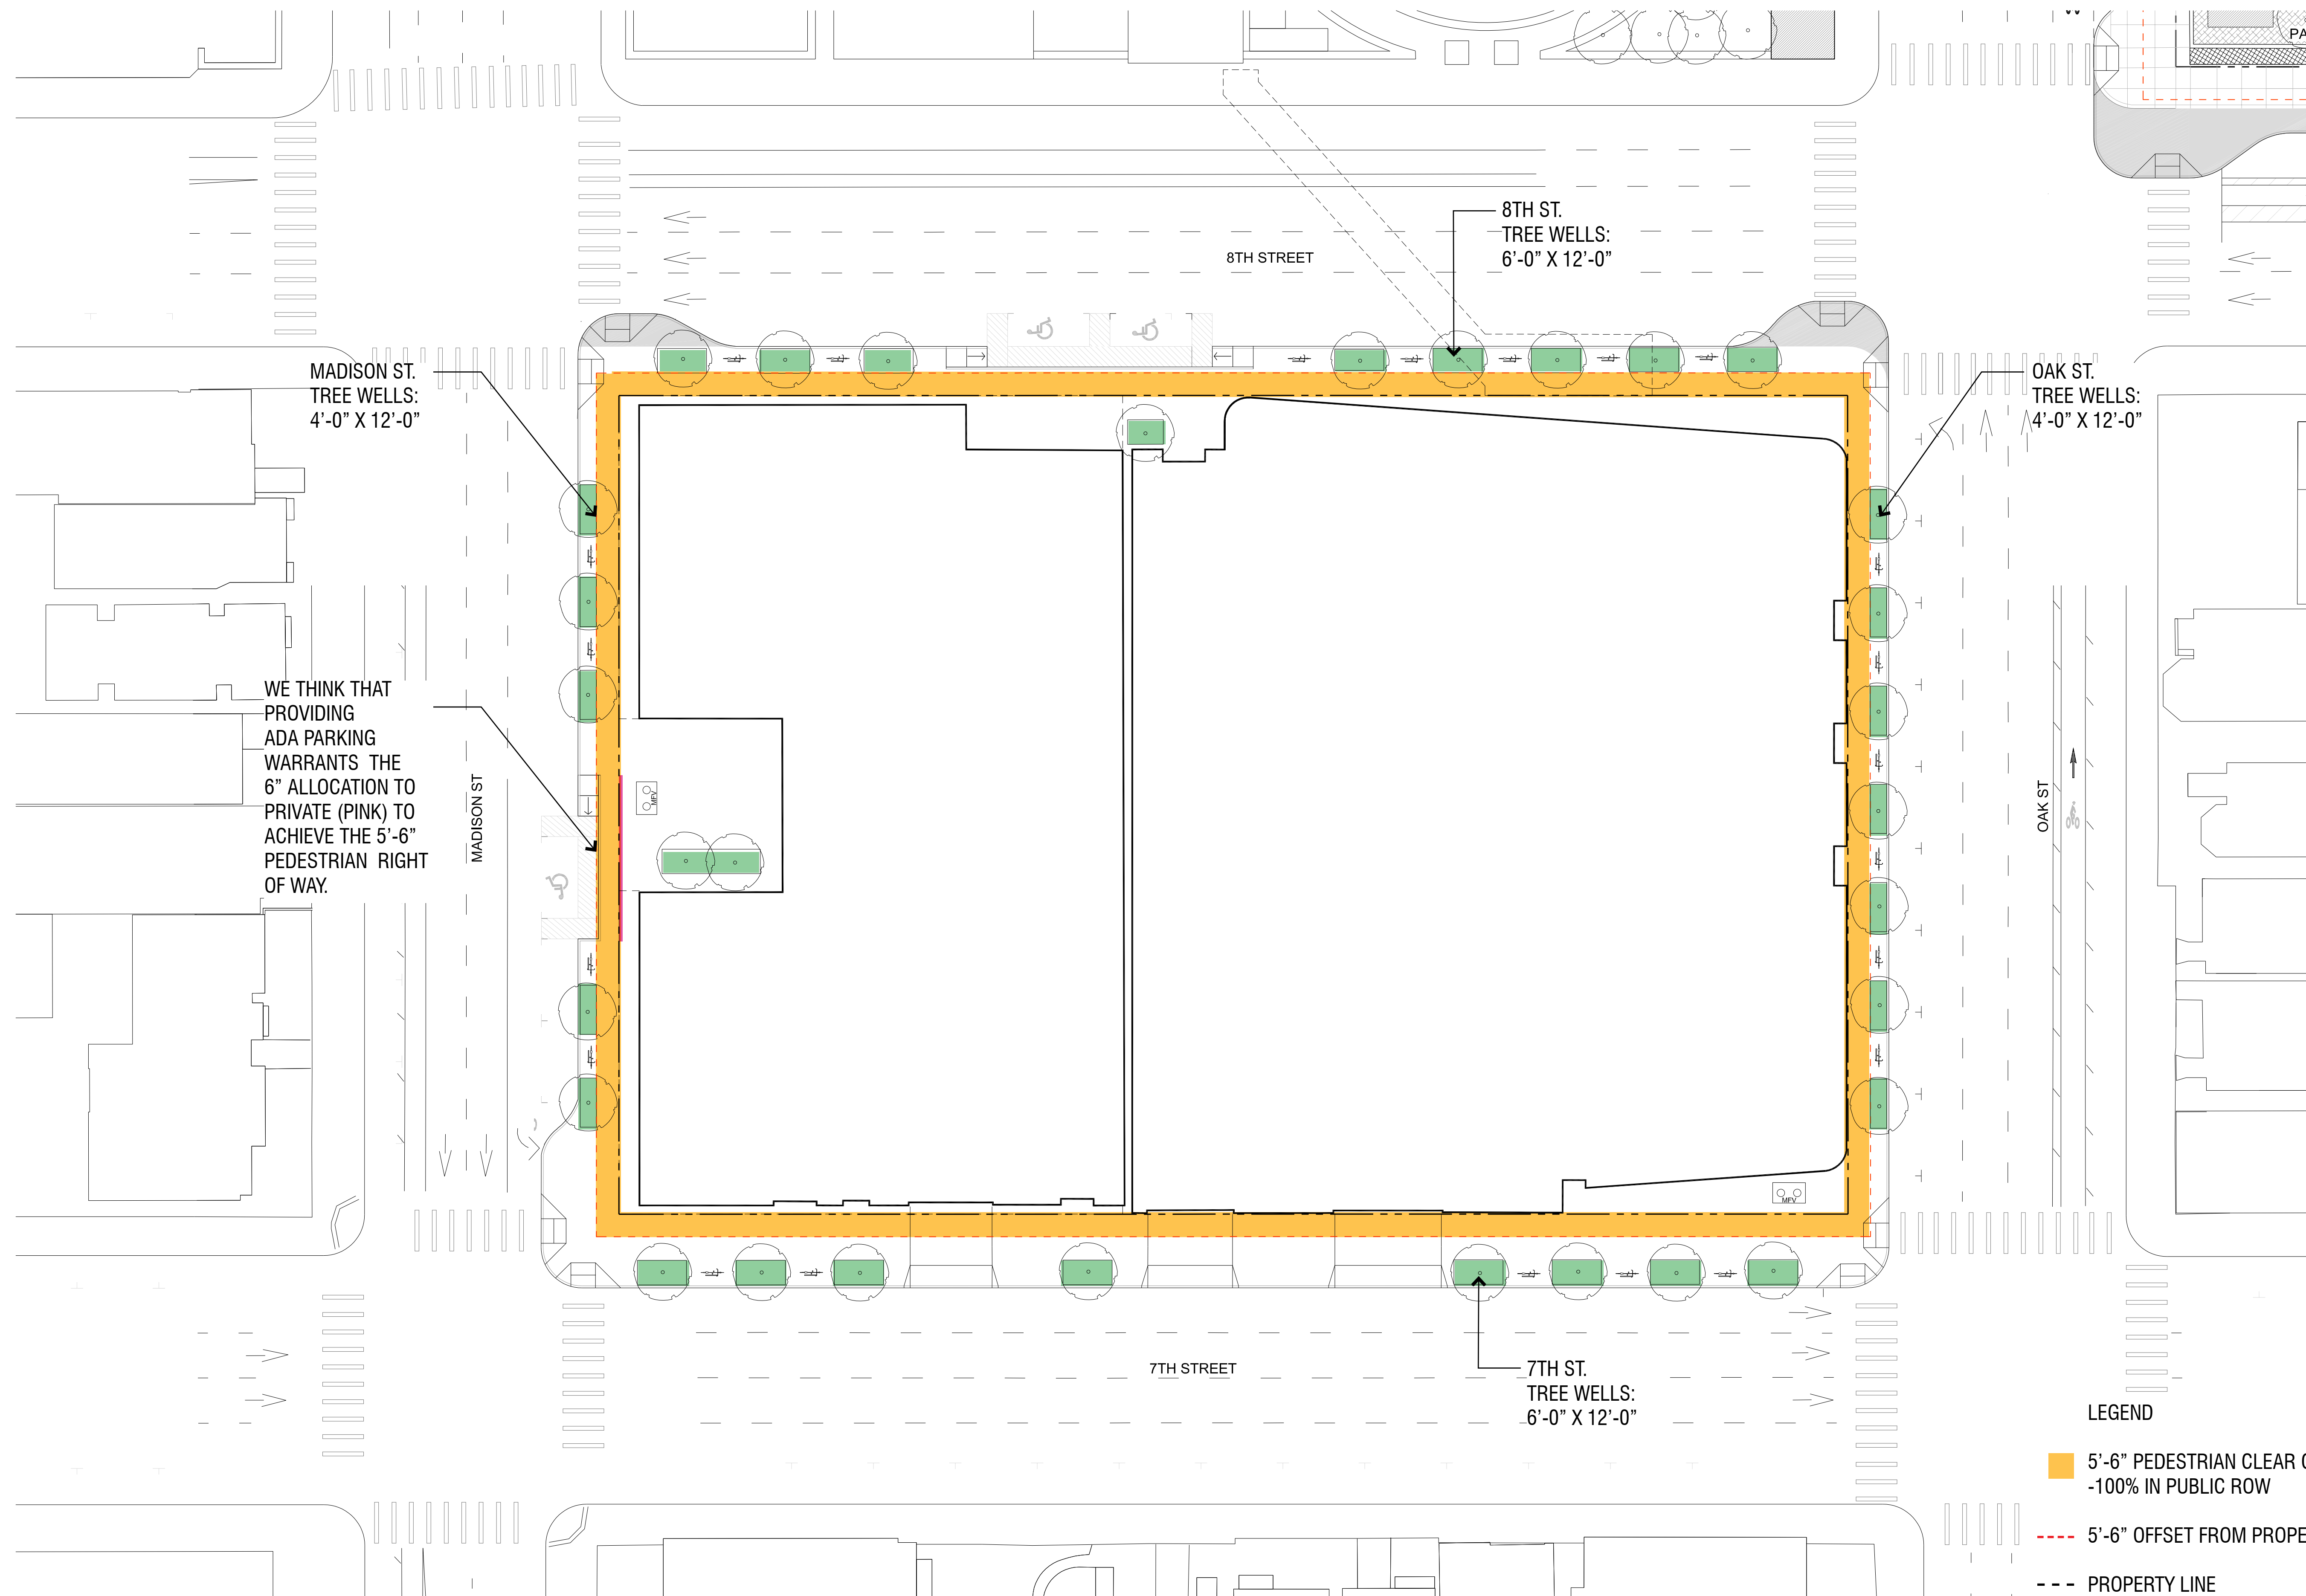 PA
8TH ST.
TREE WELLS:
6’-0” X 12’-0”
8TH STREET
MADISON ST.
TREE WELLS:
4’-0” X 12’-0”
OAK ST.
TREE WELLS:
4’-0” X 12’-0”
WE THINK THAT
PROVIDING
ADA PARKING
WARRANTS THE
6” ALLOCATION TO
PRIVATE (PINK) TO
ACHIEVE THE 5’-6”
PEDESTRIAN RIGHT
OF WAY.
MADISON ST
MFV
OAK ST
MFV
7TH STREET
7TH ST.
TREE WELLS:
6’-0” X 12’-0”
LEGEND
5’-6” PEDESTRIAN CLEAR
-100% IN PUBLIC ROW
5’-6” OFFSET FROM PROPE
PROPERTY LINE